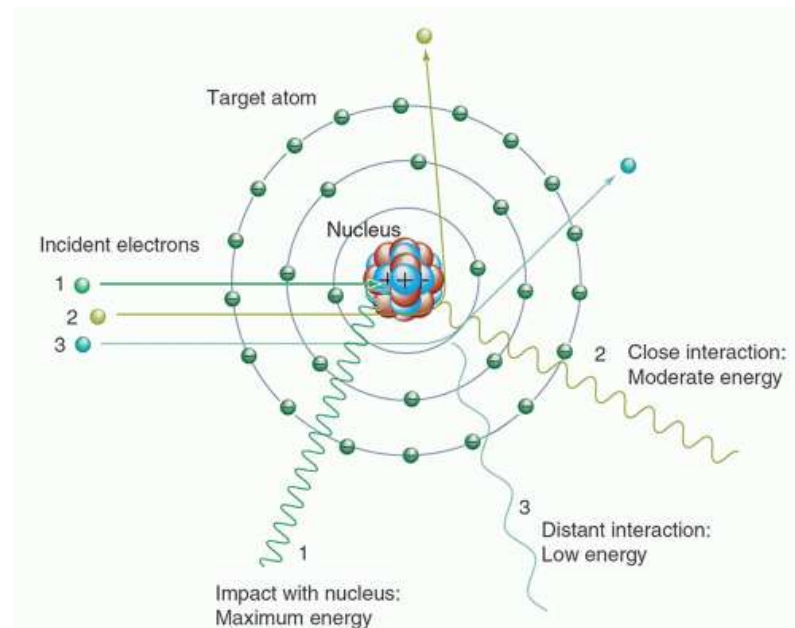 Target atom
Nucleus
+ + +
Incident electrons
1
2
3
2
Close interaction:
Moderate energy
3
Distant interaction:
Low energy
1
Impact with nucleus:
Maximum energy